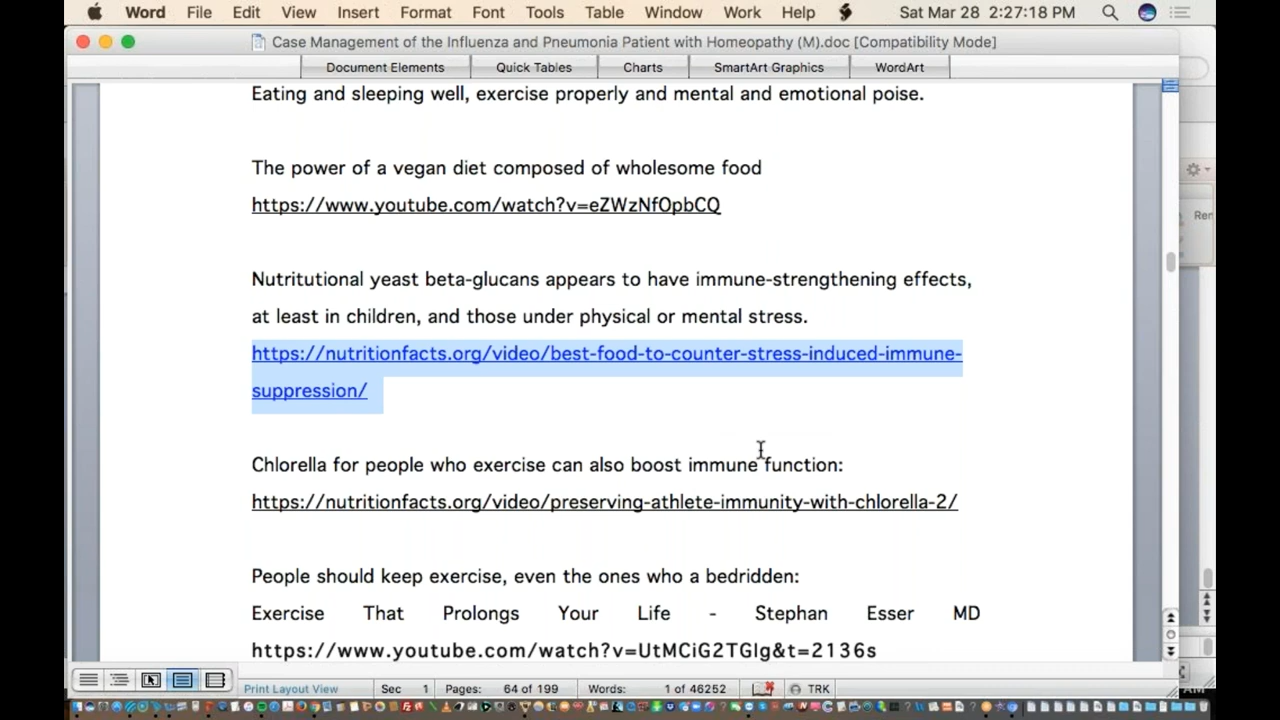 Word File Edit View Insert Format Font Tools Table Window Work Help Sat Mar 28 2:27:18 PM
Case Management of the Influenza and Pneumonia Patient with Homeopathy (M).doc [Compatibility Mode]
Document Elements Quick Tables Charts SmartArt Graphics WordArt
Eating and sleeping well, exercise properly and mental and emotional poise.
The power of a vegan diet composed of wholesome food
https://www.youtube.com/watch?v=eZWzNfOpbCQ
Nutritutional yeast beta-glucans appears to have immune-strengthening effects,
at least in children, and those under physical or mental stress.
https://nutritionfacts.org/video/best-food-to-counter-stress-induced-immune-
suppression/
Chlorella for people who exercise can also boost immune function:
https://nutritionfacts.org/video/preserving-athlete-immunity-with-chlorella-2/
People should keep exercise, even the ones who a bedridden:
Exercise That Prolongs Your Life - Stephan Esser MD
https://www.youtube.com/watch?v=UtMCiG2TGIg&t=2136s
Print Layout View Sec 1 Pages: 64 of 199 Words: 1 of 46252 TRK